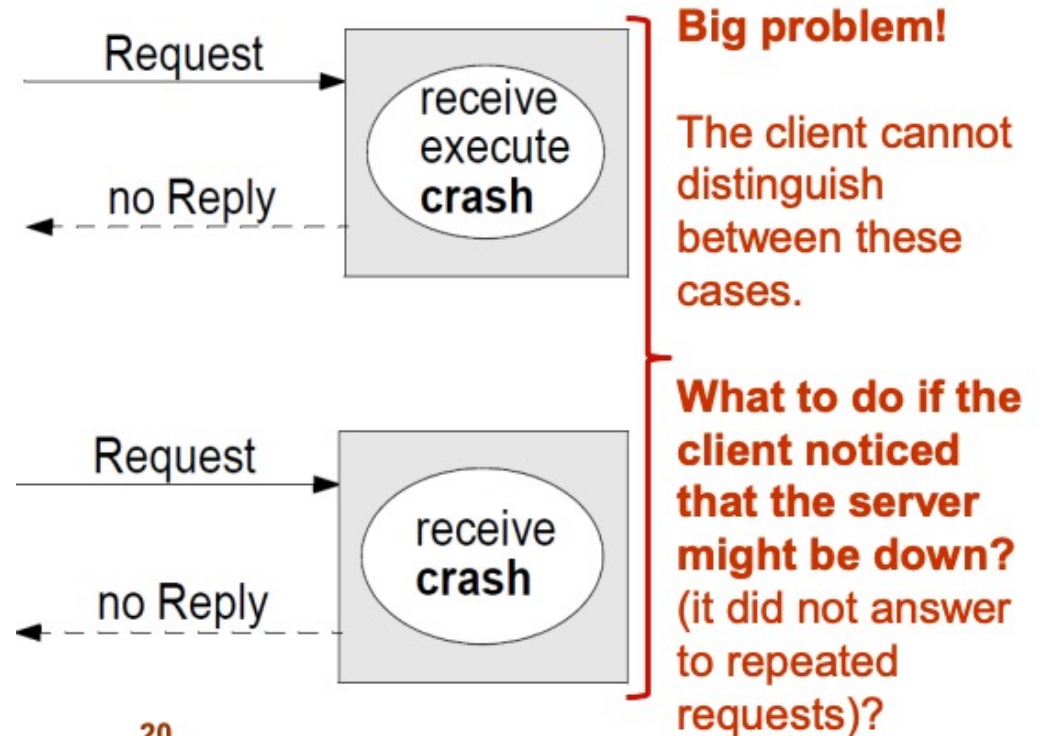 Request
receive
execute
crash
no Reply
Request
receive
crash
no Reply
20
Big problem!
The client cannot
distinguish
between these
cases.
What to do if the
client noticed
that the server
might be down?
(it did not answer
to repeated
requests)?